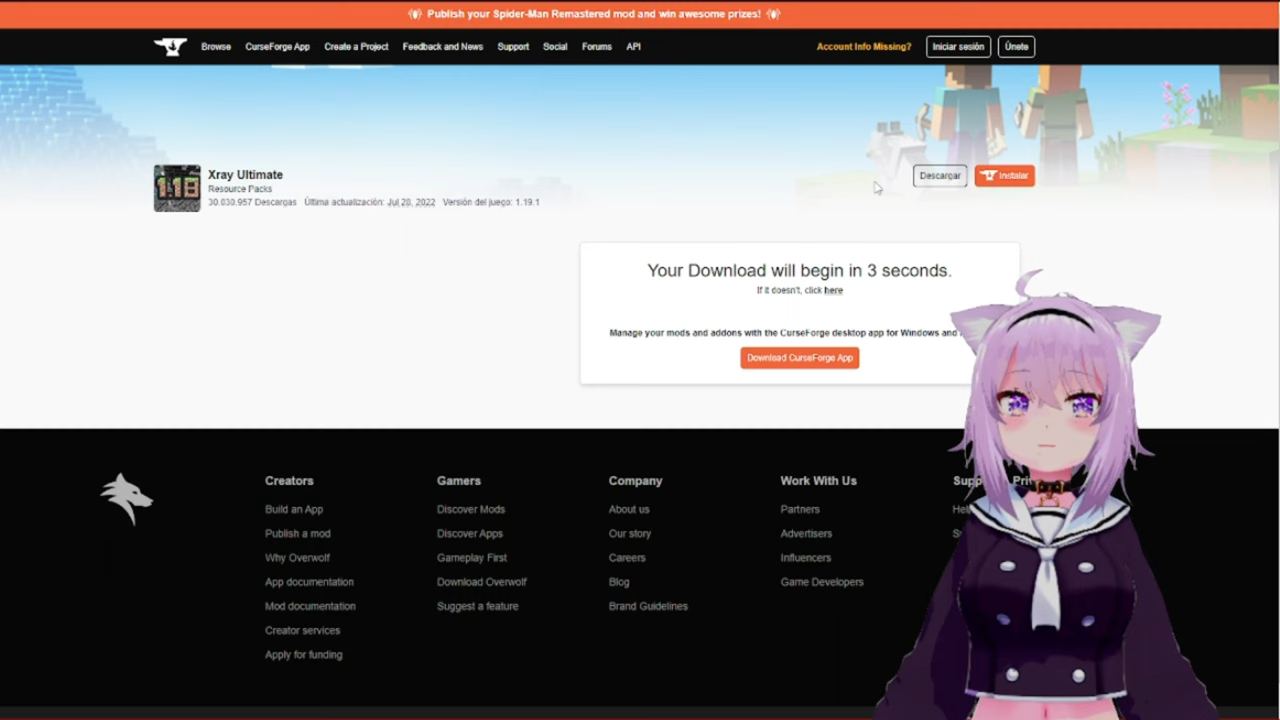 Publish your Spider-Man Remastered mod and win awesome prizes!
Browse CurseForge App Create a Project Feedback and News Support Social Forums API Account Info Missing? Iniciar sesión Únete
1.18
Xray Ultimate
Descargar Instalar
Resource Packs
30.030.957 Descargas Última actualización: Jul 28, 2022 Versión del juego: 1.19.1
Your Download will begin in 3 seconds.
If it doesn't, click here
Manage your mods and addons with the CurseForge desktop app for Windows and
Download CurseForge App
Creators Gamers Company Work With Us
Build an App Discover Mods About us Partners
Publish a mod Discover Apps Our story Advertisers
Why Overwolf Gameplay First Careers Influencers
App documentation Download Overwolf Blog Game Developers
Mod documentation Suggest a feature Brand Guidelines
Creator services
Apply for funding